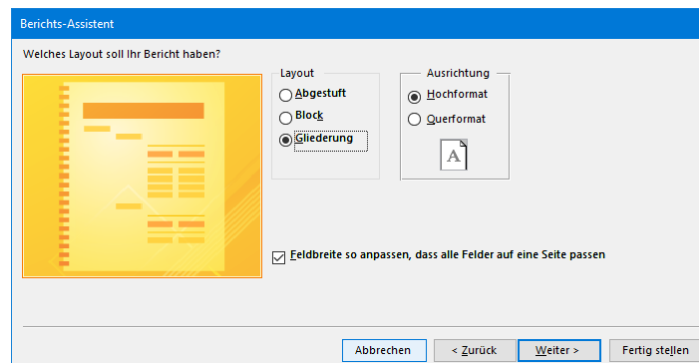 Berichts-Assistent
Welches Layout soll Ihr Bericht haben?
Layout
Abgestuft
Block
Gliederung
Ausrichtung
Hochformat
Querformat
A
Feldbreite so anpassen, dass alle Felder auf eine Seite passen
Abbrechen
< Zurück
Weiter >
Fertig stellen